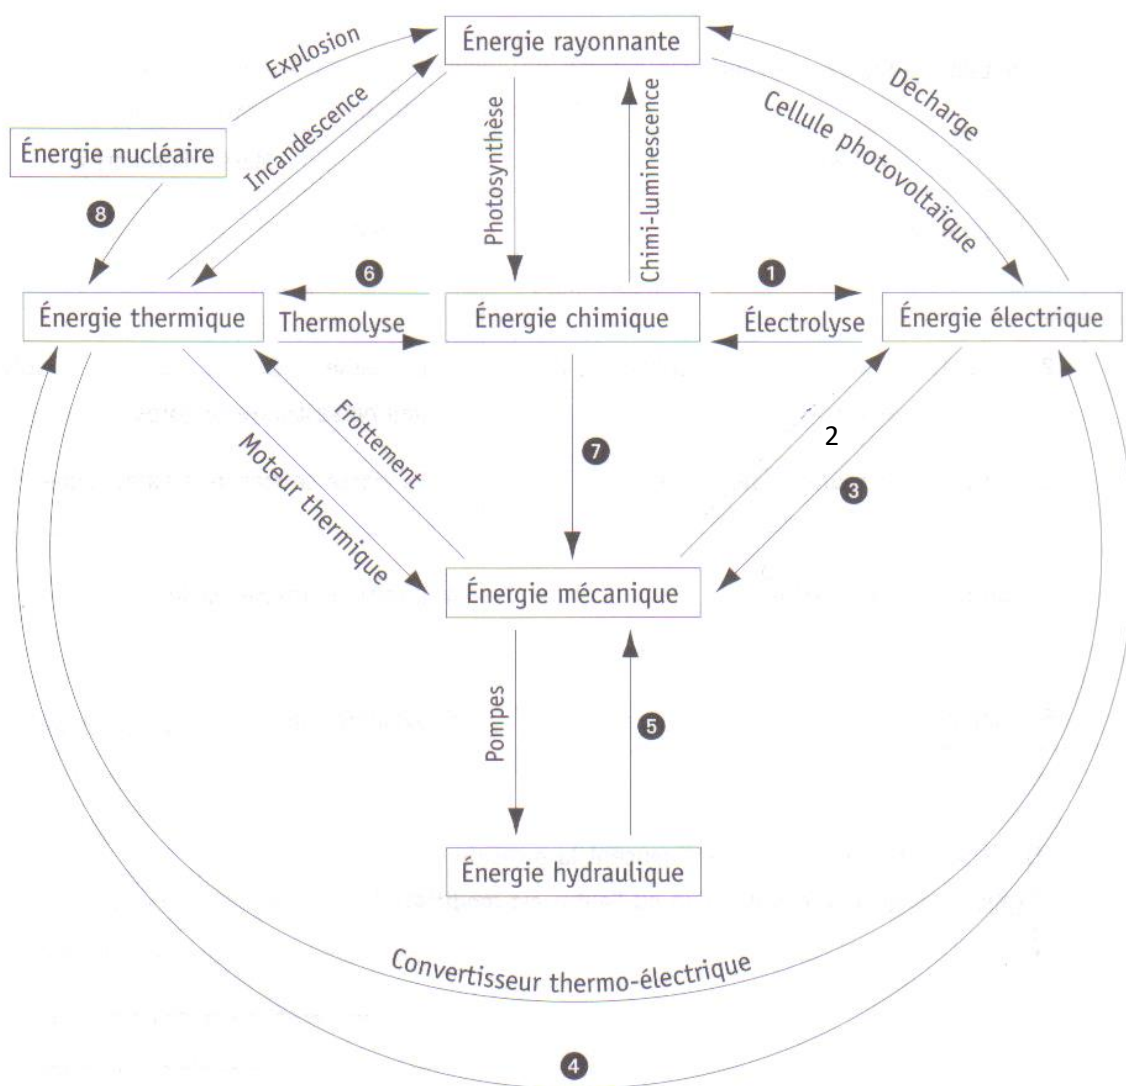 Énergie rayonnante
Explosion
Incandescence
Photosynthèse
Chimi-luminescence
Décharge
Cellule photovoltaïque
Énergie nucléaire
8
6
1
Énergie thermique
Thermolyse
Énergie chimique
Électrolyse
Énergie électrique
Frottement
Moteur thermique
7
2
3
Énergie mécanique
Pompes
5
Énergie hydraulique
Convertisseur thermo-électrique
4